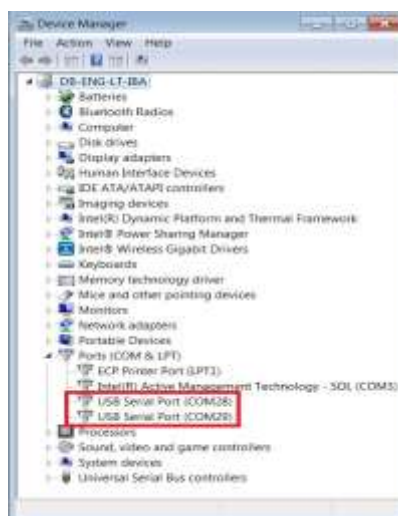 Device Manager
File Action View Help
DB-ENG-LT-IBA
Batteries
Bluetooth Radios
Computer
Disk drives
Display adapters
Human Interface Devices
IDE ATA/ATAPI controllers
Imaging devices
Intel(R) Dynamic Platform and Thermal Framework
Intel® Power Sharing Manager
Intel® Wireless Gigabit Drivers
Keyboards
Memory technology driver
Mice and other pointing devices
Monitors
Network adapters
Portable Devices
Ports (COM & LPT)
ECP Printer Port (LPT1)
Intel(R) Active Management Technology - SOL (COM3)
USB Serial Port (COM28)
USB Serial Port (COM29)
Processors
Sound, video and game controllers
System devices
Universal Serial Bus controllers